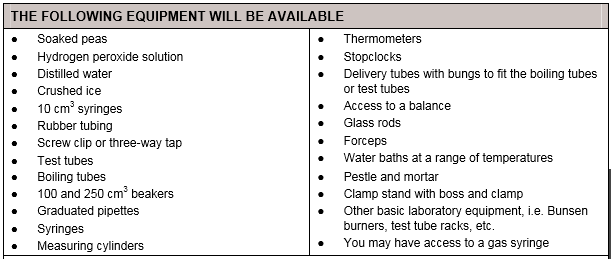 THE FOLLOWING EQUIPMENT WILL BE AVAILABLE
● Soaked peas
● Hydrogen peroxide solution
● Distilled water
● Crushed ice
● 10 cm³ syringes
● Rubber tubing
● Screw clip or three-way tap
● Test tubes
● Boiling tubes
● 100 and 250 cm³ beakers
● Graduated pipettes
● Syringes
● Measuring cylinders
● Thermometers
● Stopclocks
● Delivery tubes with bungs to fit the boiling tubes
or test tubes
● Access to a balance
● Glass rods
● Forceps
● Water baths at a range of temperatures
● Pestle and mortar
● Clamp stand with boss and clamp
● Other basic laboratory equipment, i.e. Bunsen
burners, test tube racks, etc.
● You may have access to a gas syringe